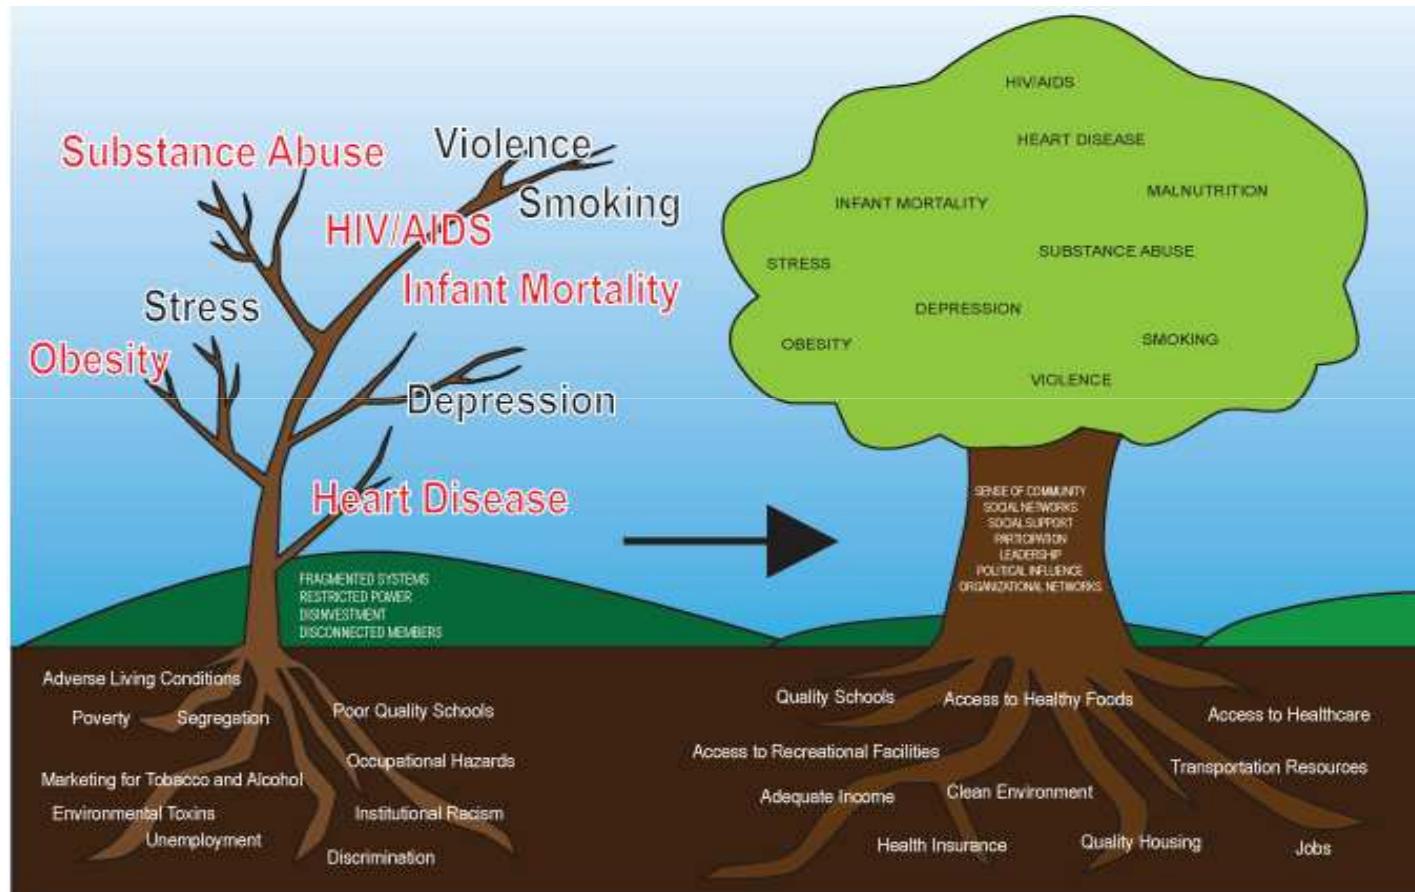 Substance Abuse
Violence
Smoking
HIV/AIDS
Infant Mortality
Stress
Obesity
Depression
Heart Disease
FRAGMENTED SYSTEMS
RESTRICTED POWER
DISINVESTMENT
DISCONNECTED MEMBERS
Adverse Living Conditions
Poverty
Segregation
Poor Quality Schools
Occupational Hazards
Marketing for Tobacco and Alcohol
Environmental Toxins
Institutional Racism
Unemployment
Discrimination
HIV/AIDS
HEART DISEASE
MALNUTRITION
INFANT MORTALITY
SUBSTANCE ABUSE
STRESS
DEPRESSION
OBESITY
SMOKING
VIOLENCE
SENSE OF COMMUNITY
SOCIAL NETWORKS
SOCIAL SUPPORT
PARTICIPATION
LEADERSHIP
POLITICAL INFLUENCE
ORGANIZATIONAL NETWORKS
Quality Schools
Access to Healthy Foods
Access to Healthcare
Access to Recreational Facilities
Transportation Resources
Adequate Income
Clean Environment
Health Insurance
Quality Housing
Jobs